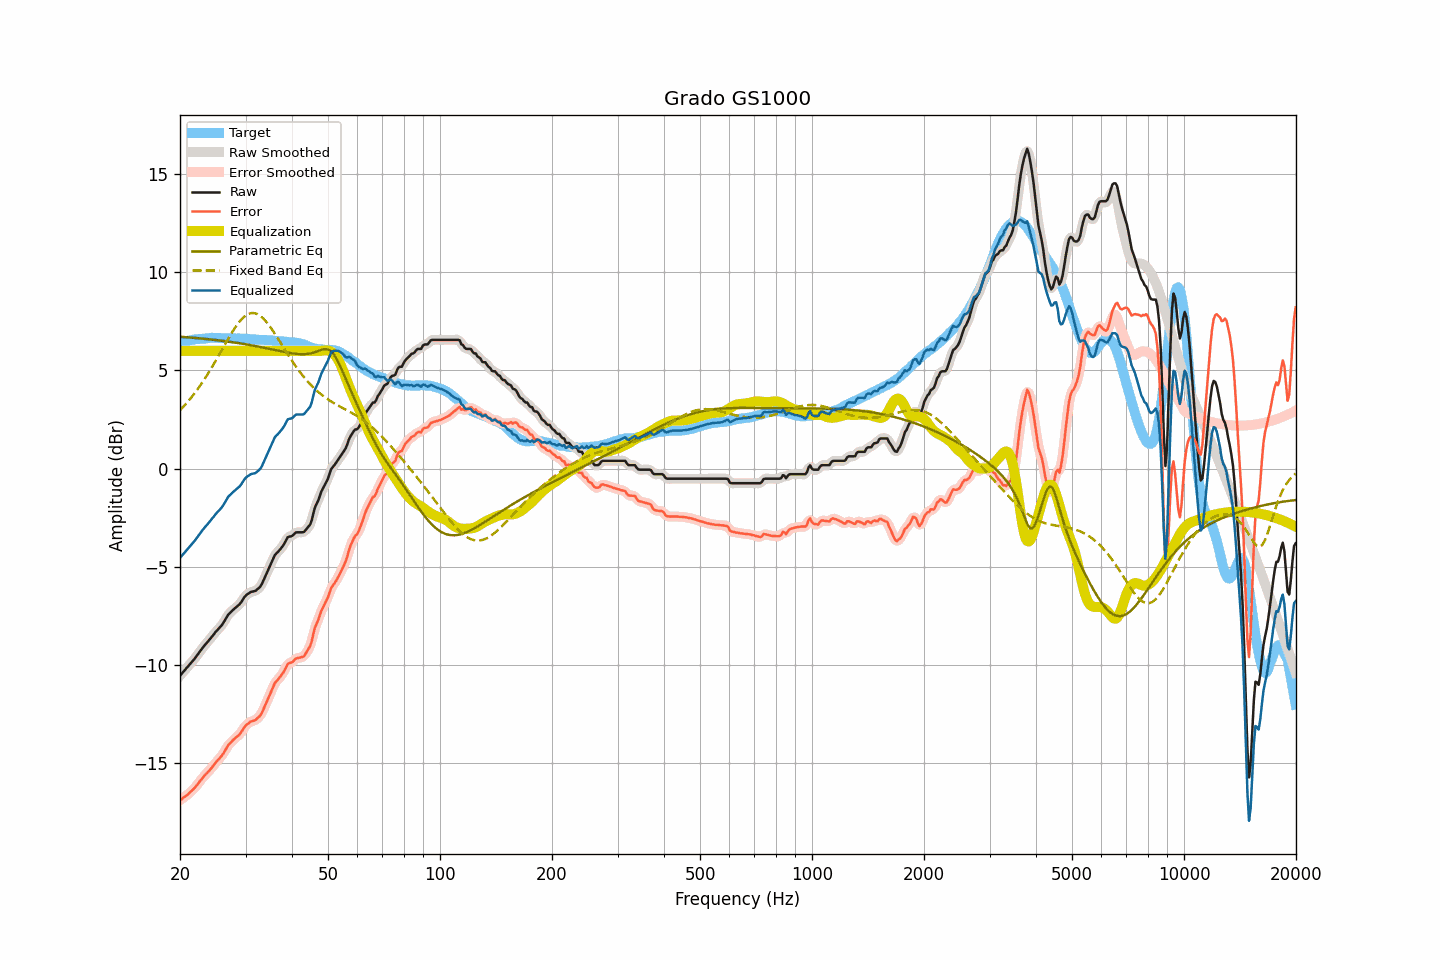 Grado GS1000
Target
Raw Smoothed
Error Smoothed
Raw
Error
Equalization
Parametric Eq
Fixed Band Eq
Equalized
Amplitude (dBr)
15
10
5
0
−5
−10
−15
20 50 100 200 500 1000 2000 5000 10000 20000
Frequency (Hz)